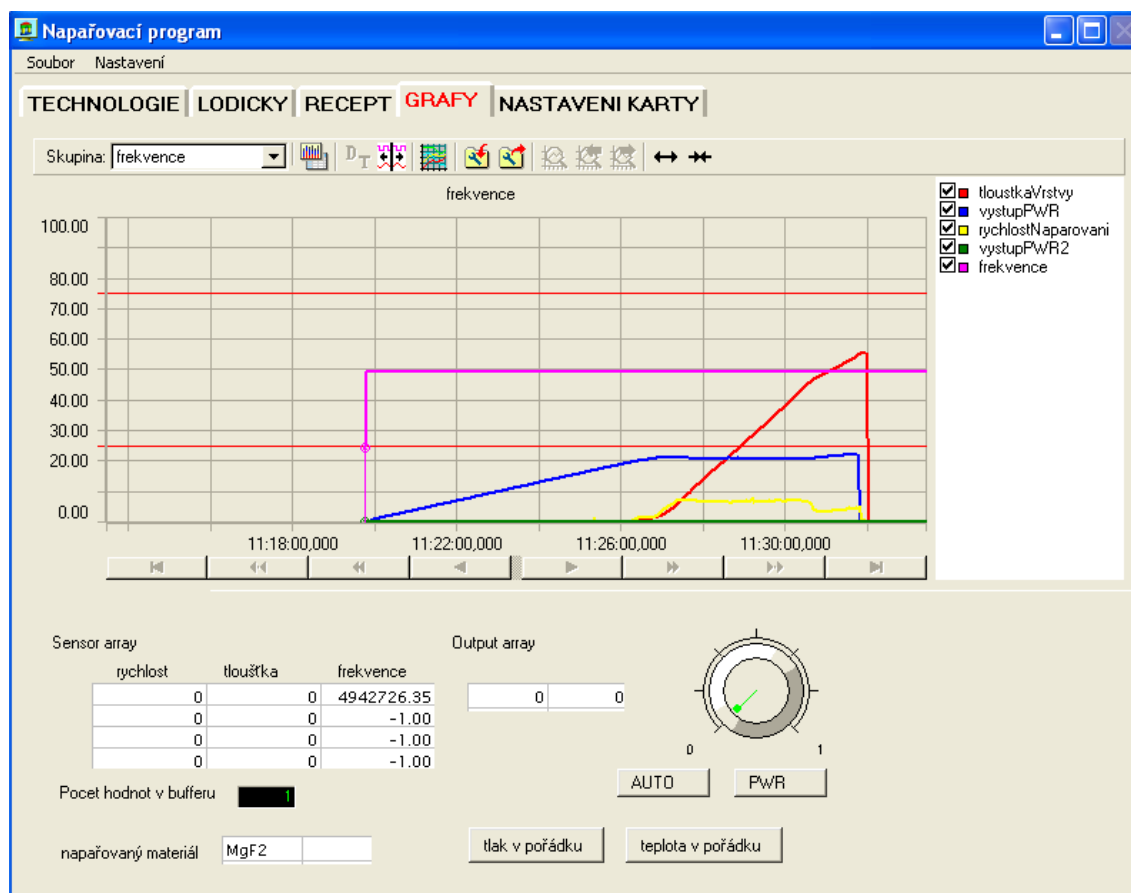 Napařovací program
Soubor Nastavení
TECHNOLOGIE LODICKY RECEPT GRAFY NASTAVENI KARTY
Skupina: frekvence
D T
frekvence
100.00
80.00
70.00
60.00
50.00
40.00
30.00
20.00
0.00
11:18:00,000 11:22:00,000 11:26:00,000 11:30:00,000
tloustkaVrstvy
vystupPWR
rychlostNaparovani
vystupPWR2
frekvence
Sensor array
rychlost tloušťka frekvence
0 0 4942726.35
0 0 -1.00
0 0 -1.00
0 0 -1.00
Pocet hodnot v bufferu 1
napařovaný materiál MgF2
Output array
0 0
0 1
AUTO PWR
tlak v pořádku teplota v pořádku